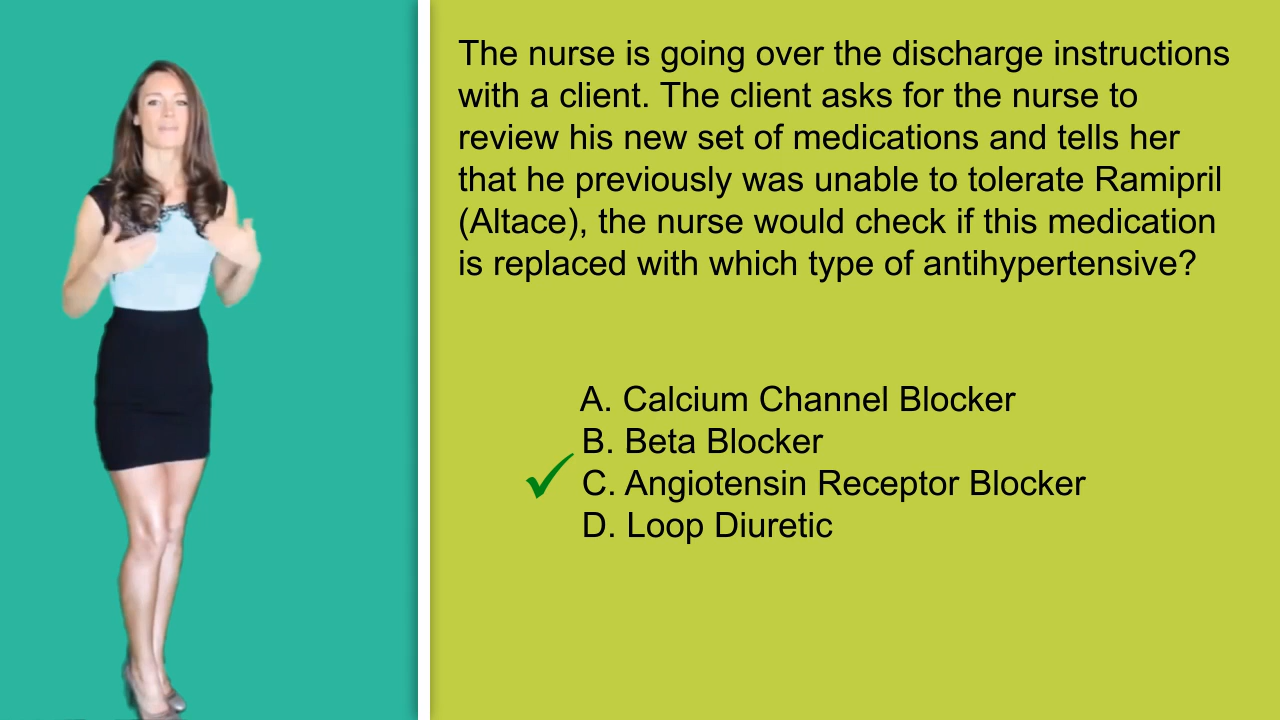 The nurse is going over the discharge instructions
with a client. The client asks for the nurse to
review his new set of medications and tells her
that he previously was unable to tolerate Ramipril
(Altace), the nurse would check if this medication
is replaced with which type of antihypertensive?
A. Calcium Channel Blocker
B. Beta Blocker
C. Angiotensin Receptor Blocker
D. Loop Diuretic